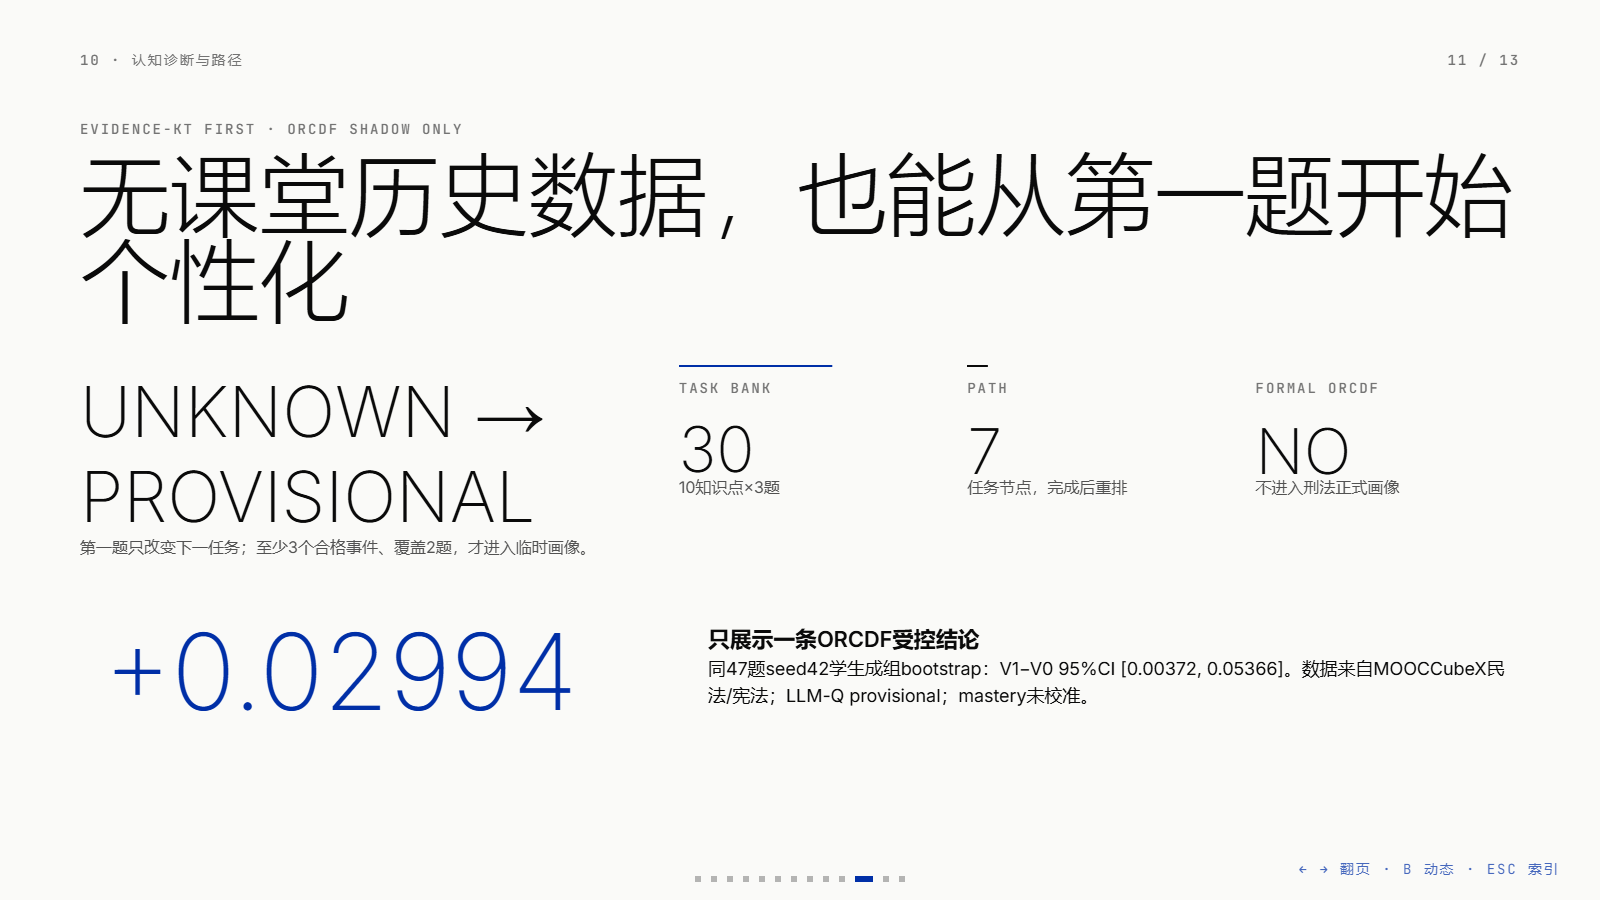 10 · 认知诊断与路径
11 / 13
EVIDENCE-KT FIRST · ORCDF SHADOW ONLY
无课堂历史数据，也能从第一题开始
个性化
UNKNOWN →
PROVISIONAL
第一题只改变下一任务；至少3个合格事件、覆盖2题，才进入临时画像。
TASK BANK
30
10知识点×3题
PATH
7
任务节点，完成后重排
FORMAL ORCDF
NO
不进入刑法正式画像
+0.02994
只展示一条ORCDF受控结论
同47题seed42学生成组bootstrap：V1−V0 95%CI [0.00372, 0.05366]。数据来自MOOCCubeX民
法/宪法；LLM-Q provisional；mastery未校准。
← → 翻页 · B 动态 · ESC 索引